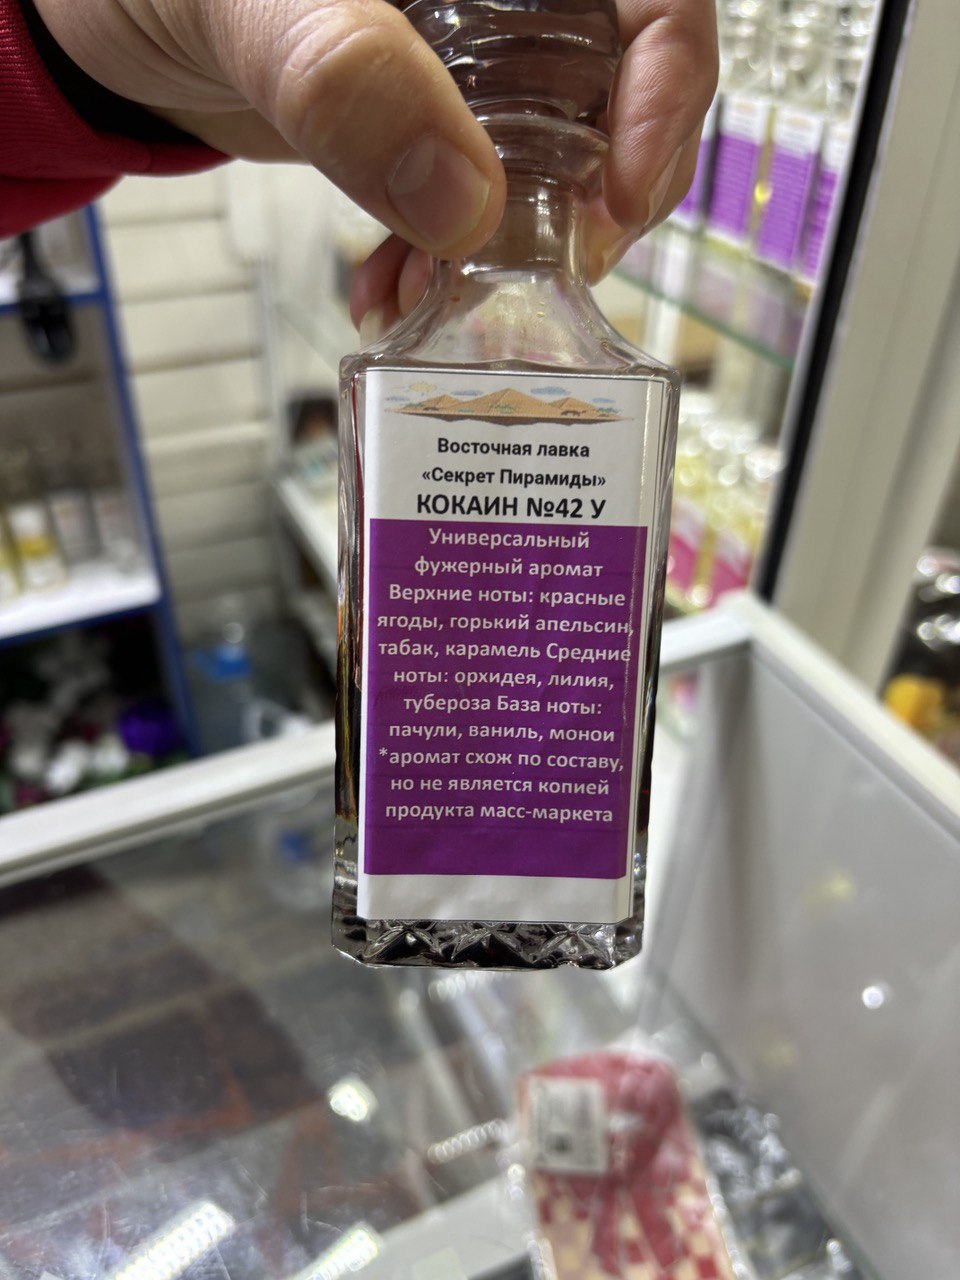 Восточная лавка
«Секрет Пирамиды»
КОКАИН №42 У
Универсальный
фужерный аромат
Верхние ноты: красные
ягоды, горький апельсин,
табак, карамель Средние
ноты: орхидея, лилия,
тубероза База ноты:
пачули, ваниль, монои
*аромат схож по составу,
но не является копией
продукта масс-маркета